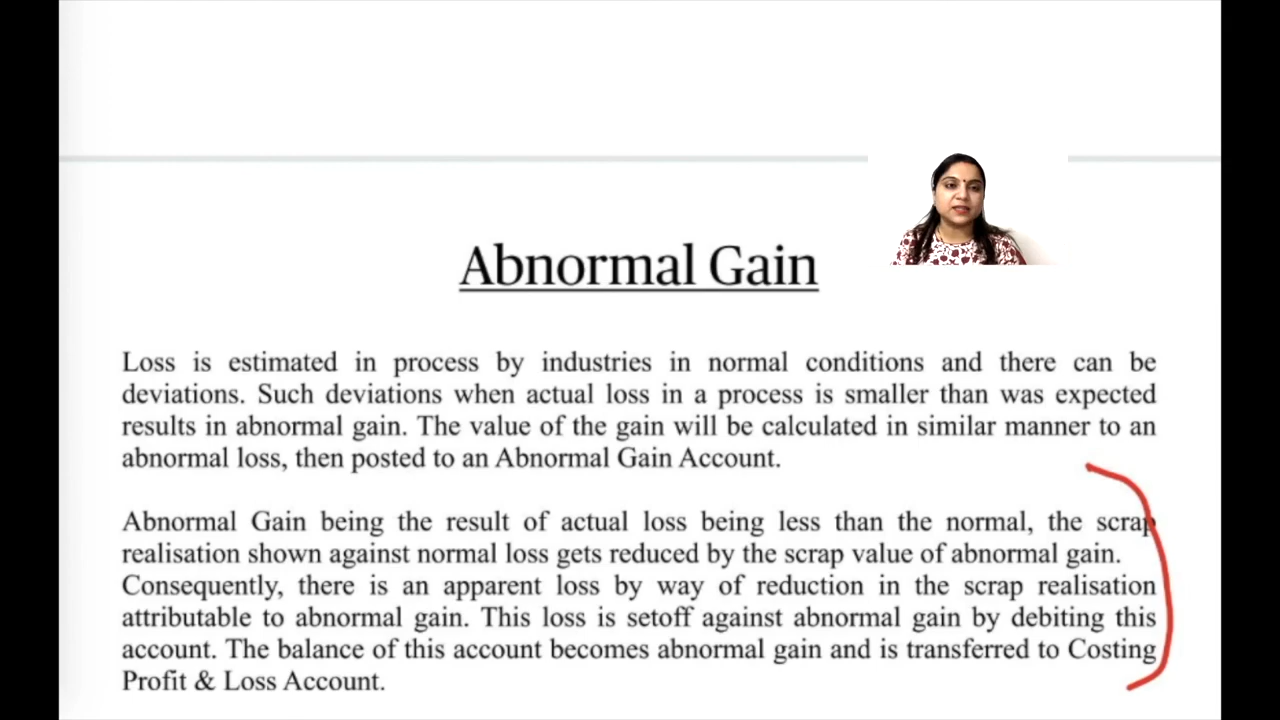 Abnormal Gain
Loss is estimated in process by industries in normal conditions and there can be
deviations. Such deviations when actual loss in a process is smaller than was expected
results in abnormal gain. The value of the gain will be calculated in similar manner to an
abnormal loss, then posted to an Abnormal Gain Account.
Abnormal Gain being the result of actual loss being less than the normal, the scrap
realisation shown against normal loss gets reduced by the scrap value of abnormal gain.
Consequently, there is an apparent loss by way of reduction in the scrap realisation
attributable to abnormal gain. This loss is setoff against abnormal gain by debiting this
account. The balance of this account becomes abnormal gain and is transferred to Costing
Profit & Loss Account.